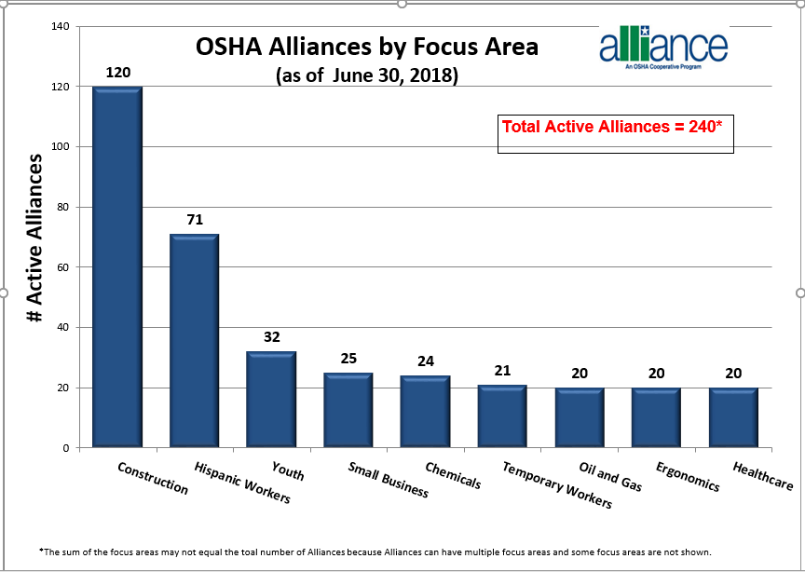 OSHA Alliances by Focus Area
(as of June 30, 2018)
alliance
An OSHA Cooperative Program
Total Active Alliances = 240*
# Active Alliances
140
120
100
80
60
40
20
0
120
71
32
25
24
21
20
20
20
Construction
Hispanic Workers
Youth
Small Business
Chemicals
Temporary Workers
Oil and Gas
Ergonomics
Healthcare
*The sum of the focus areas may not equal the toal number of Alliances because Alliances can have multiple focus areas and some focus areas are not shown.